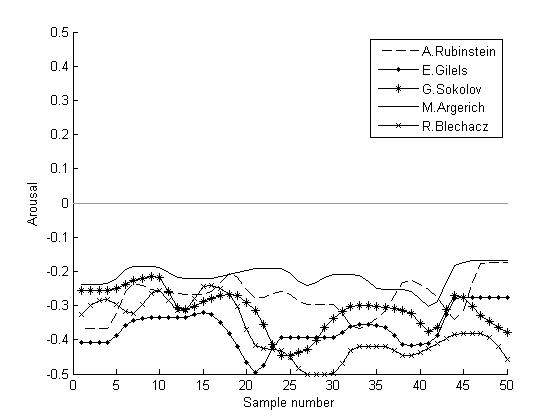 0.5
0.4
0.3
0.2
0.1
0
-0.1
-0.2
-0.3
-0.4
-0.5
Arousal
0 5 10 15 20 25 30 35 40 45 50
Sample number
A.Rubinstein
E.Gilels
G.Sokolov
M.Argerich
R.Blechacz